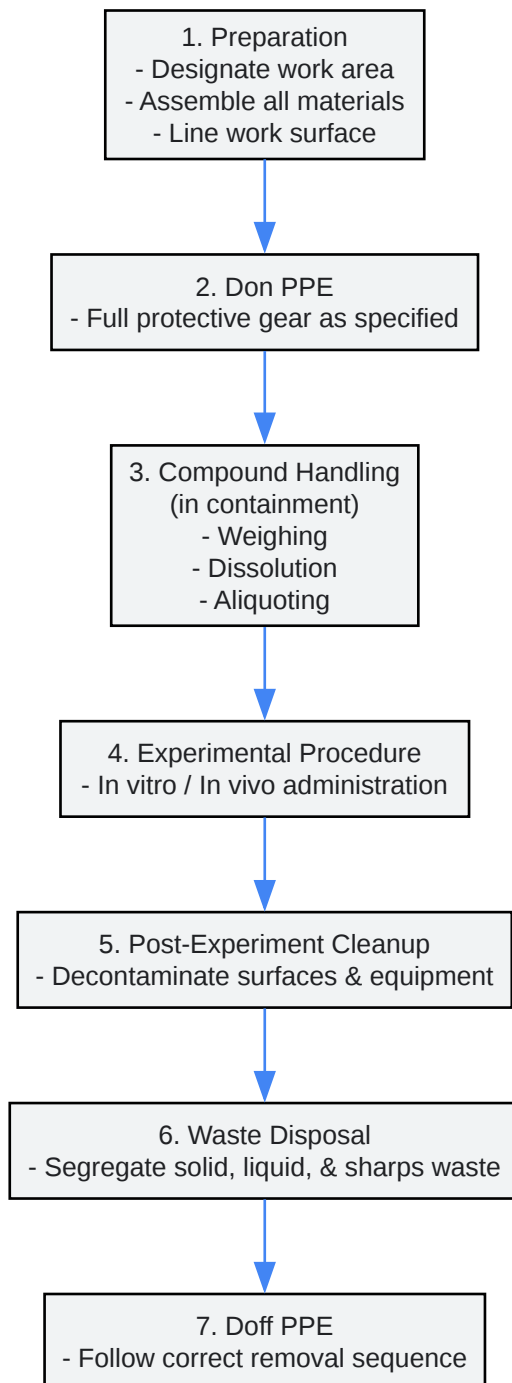 1. Preparation
- Designate work area
- Assemble all materials
- Line work surface
2. Don PPE
- Full protective gear as specified
3. Compound Handling
(in containment)
- Weighing
- Dissolution
- Aliquoting
4. Experimental Procedure
- In vitro / In vivo administration
5. Post-Experiment Cleanup
- Decontaminate surfaces & equipment
6. Waste Disposal
- Segregate solid, liquid, & sharps waste
7. Doff PPE
- Follow correct removal sequence